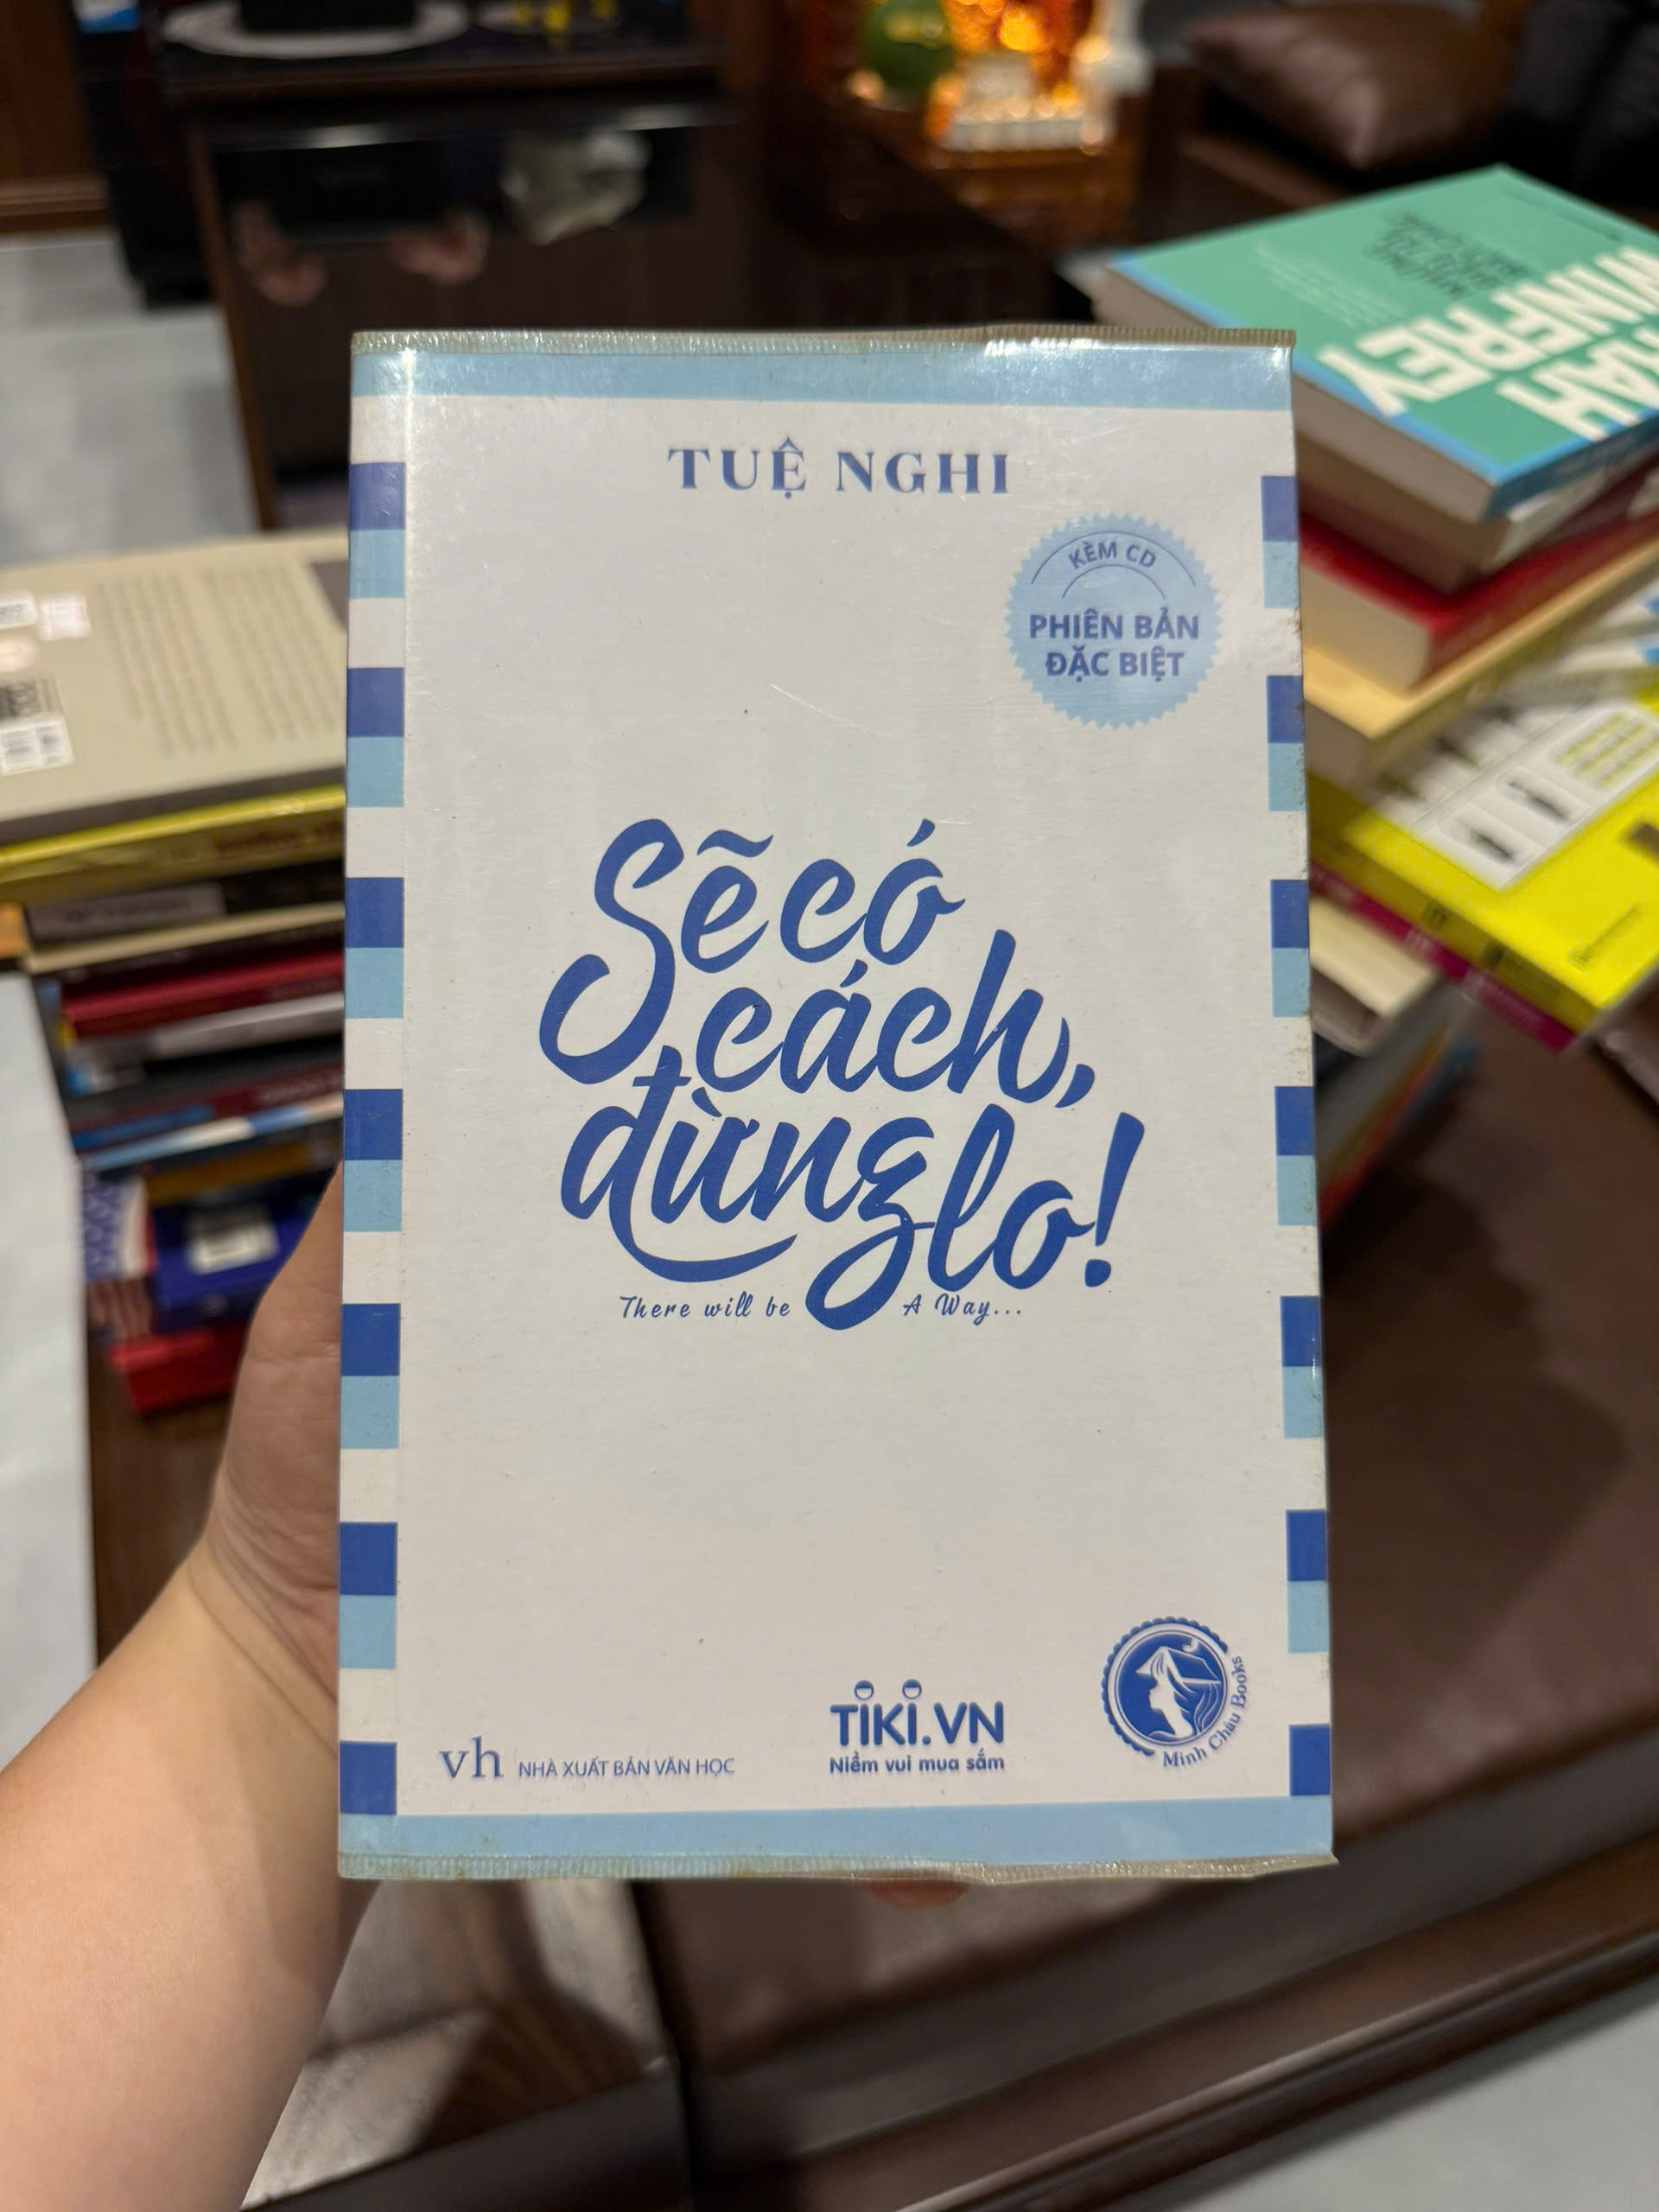 TUỆ NGHI
KÈM CD
PHIÊN BẢN
ĐẶC BIỆT
Sẽ có
cách,
đừng lo!
There will be A Way...
vh NHÀ XUẤT BẢN VĂN HỌC
TiKi.VN
Niềm vui mua sắm
Minh Châu Books
WINFREY